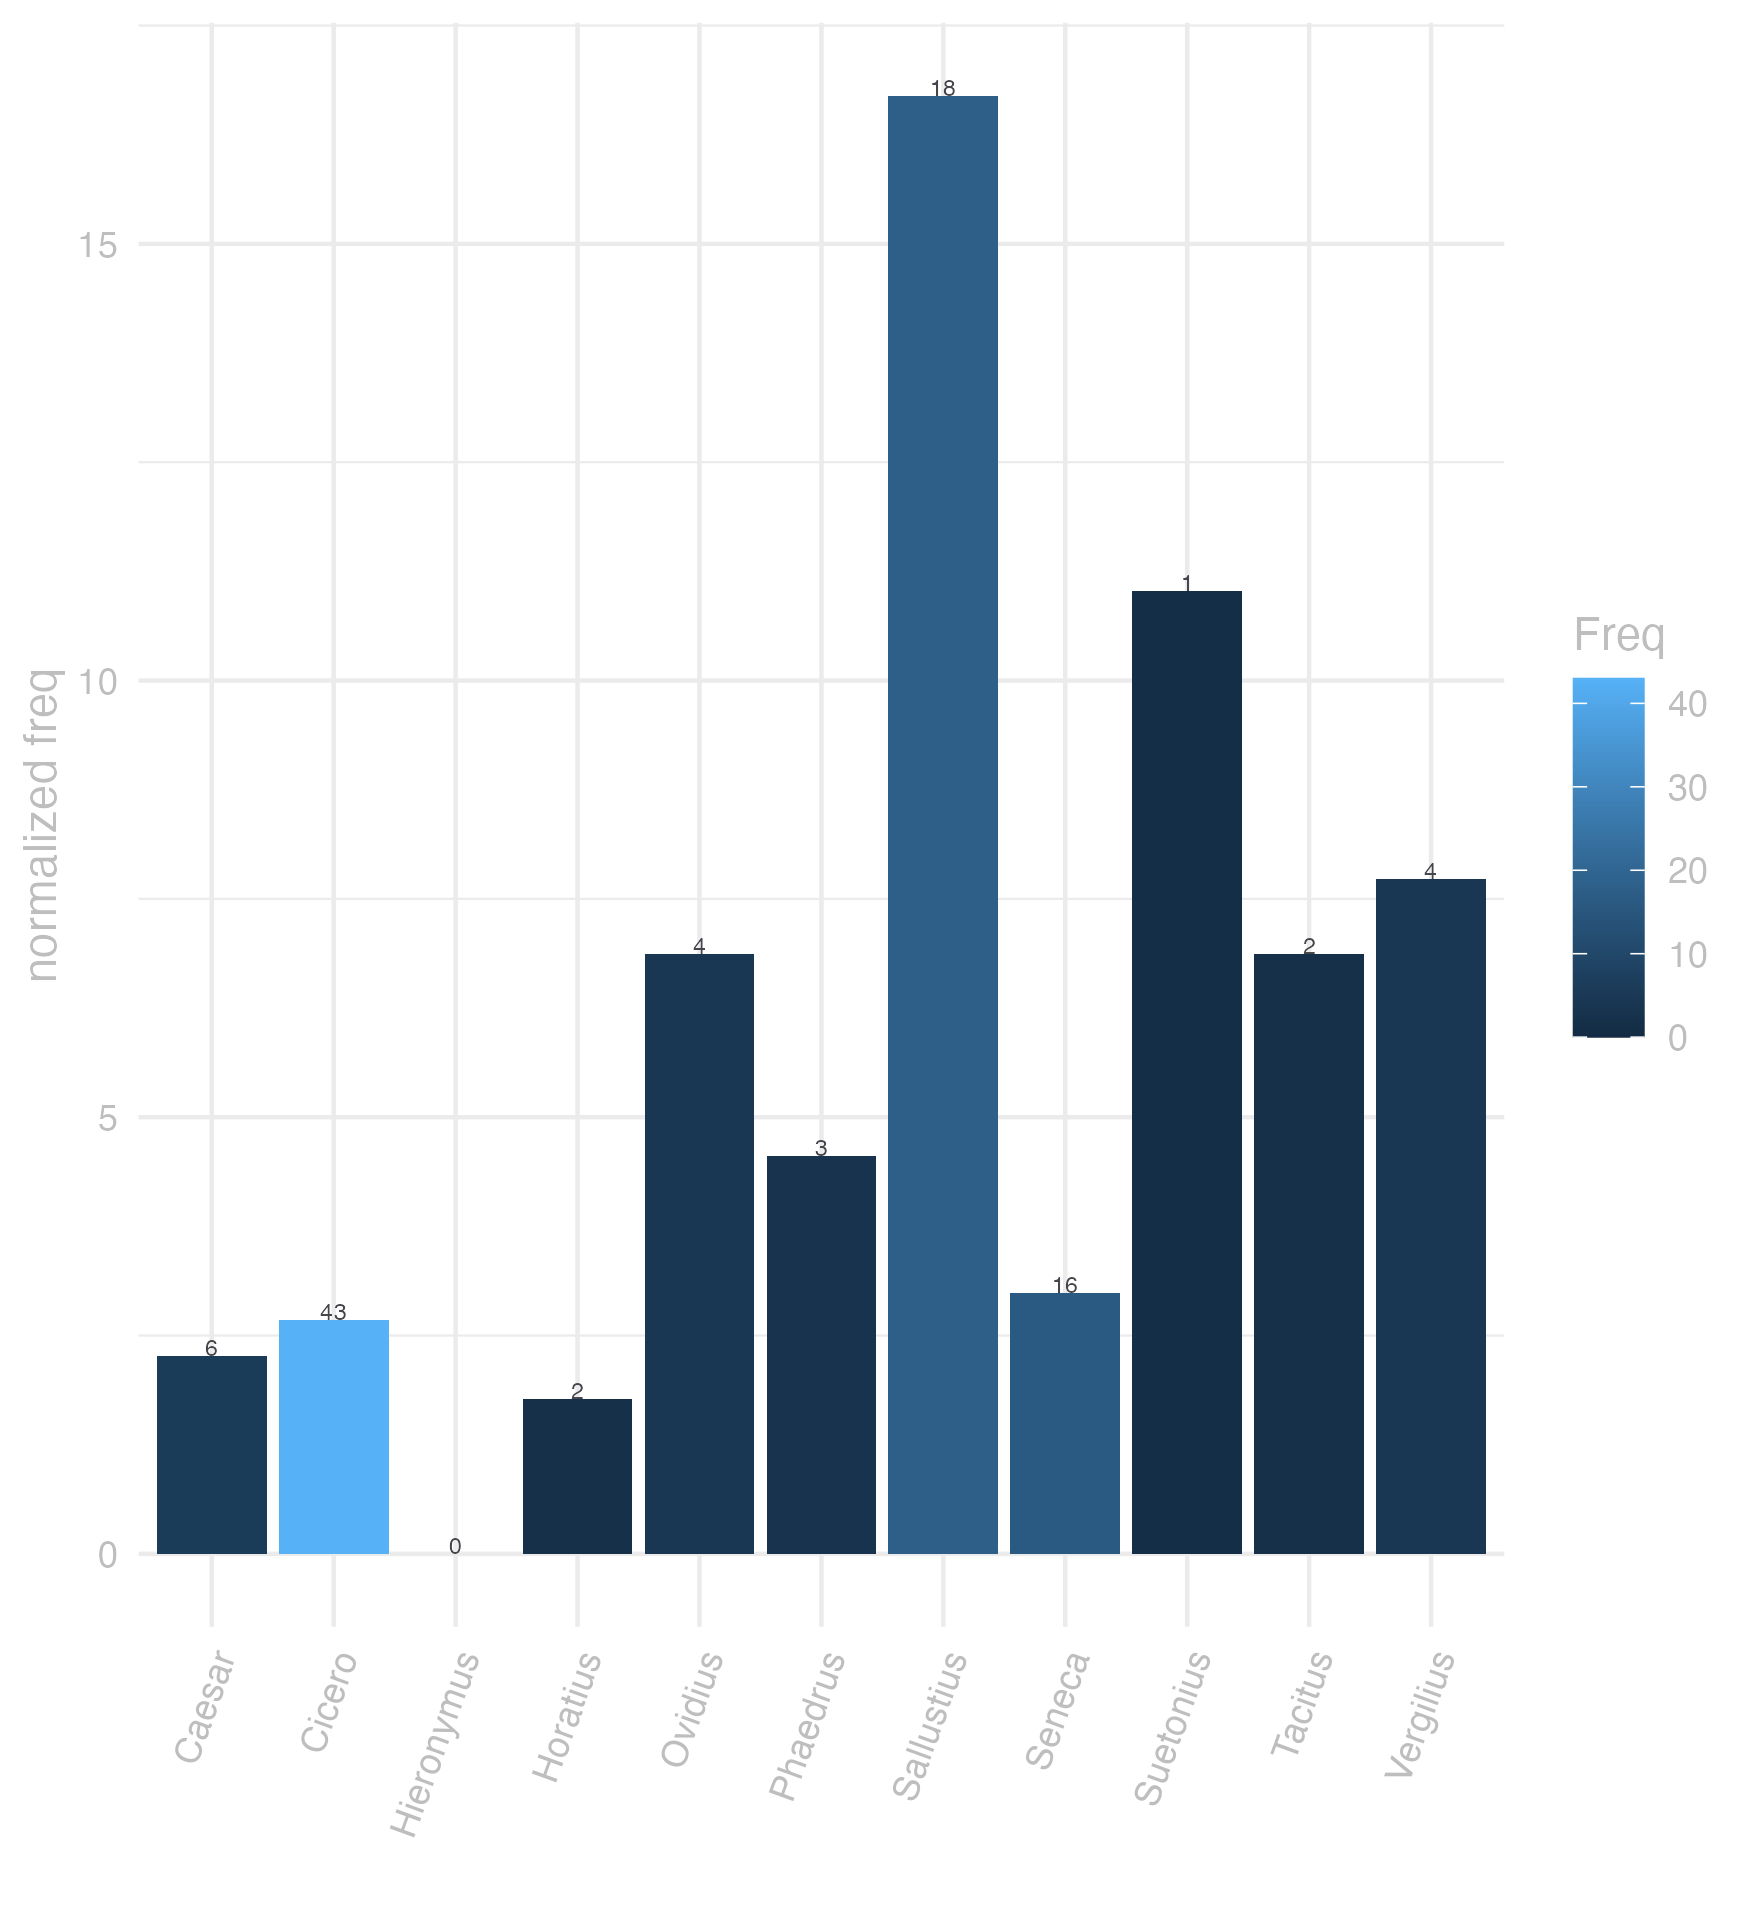 normalized freq
15
10
5
0
6
43
0
2
4
3
18
16
1
2
4
Caesar
Cicero
Hieronymus
Horatius
Ovidius
Phaedrus
Sallustius
Seneca
Suetonius
Tacitus
Vergilius
Freq
40
30
20
10
0